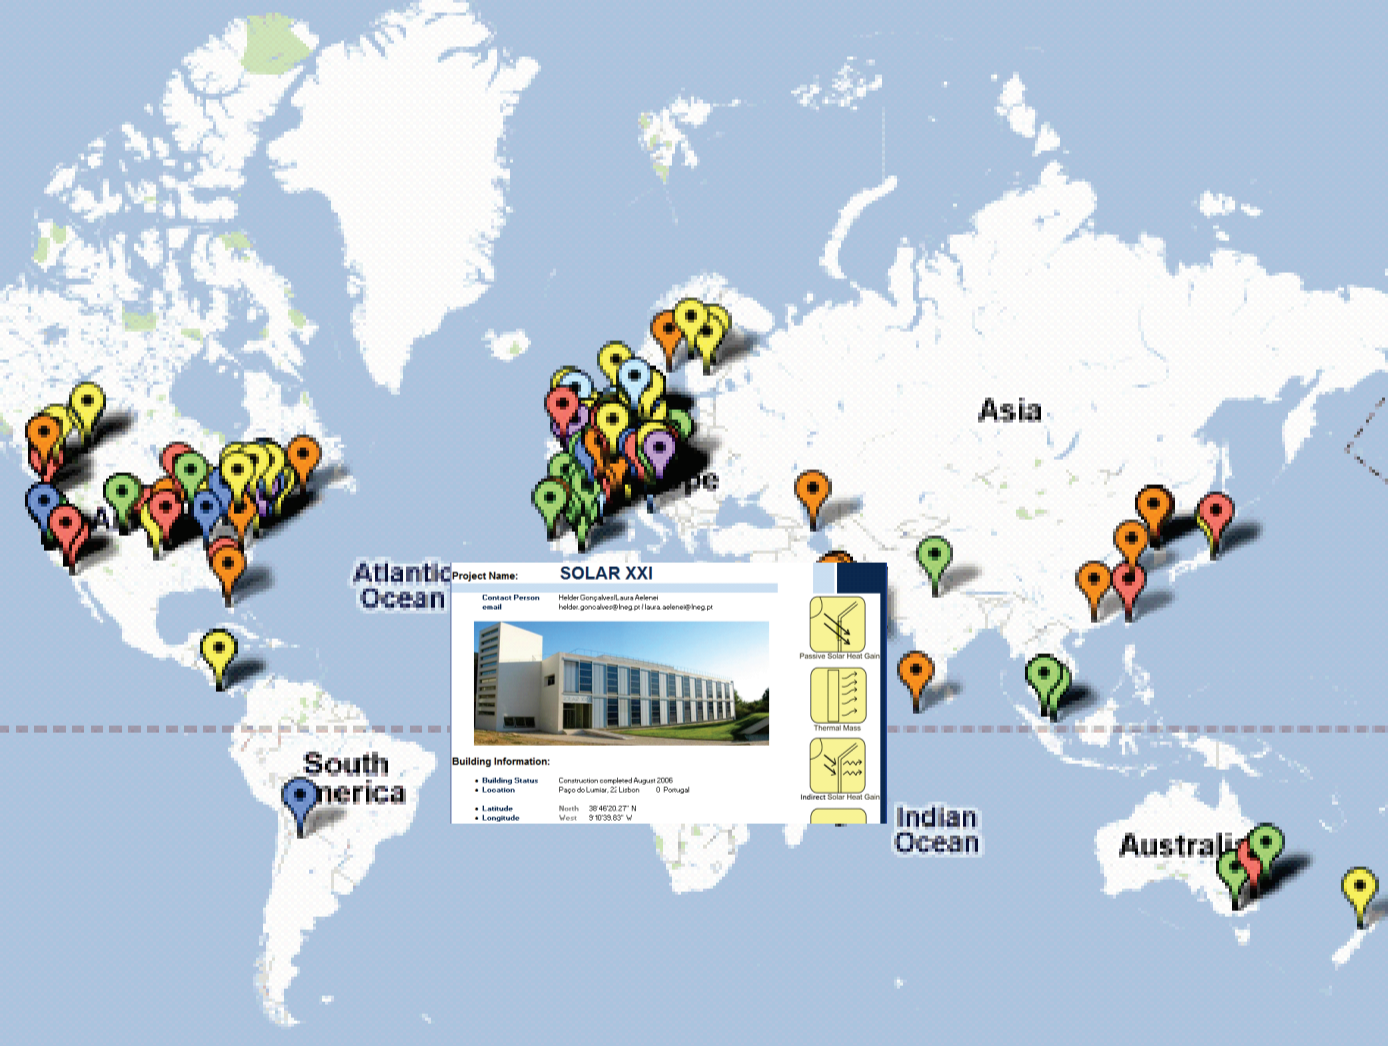 Asia
pe
A
Atlantic
Ocean
Project Name: SOLAR XXI
Contact Person Helder Gonçalves/Laura Aelenei
email helder.goncalves@lneg.pt / laura.aelenei@lneg.pt
Passive Solar Heat Gain
Thermal Mass
Indirect Solar Heat Gain
Building Information:
• Building Status Construction completed August 2006
• Location Paço do Lumiar, 22 Lisbon 0 Portugal
• Latitude North 38°46'20.27" N
• Longitude West 9°10'39.83" W
South
merica
Indian
Ocean
Australi